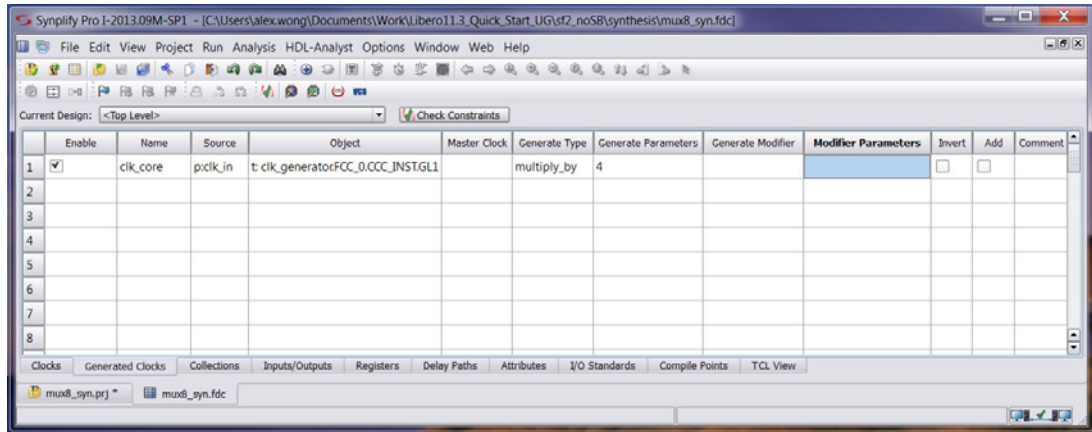 Synplify Pro I-2013.09M-SP1 - [C:\Users\alex.wong\Documents\Work\Libero11.3_Quick_Start_UG\sf2_noSB\synthesis\mux8_syn.fdc]
File Edit View Project Run Analysis HDL-Analyst Options Window Web Help
VCS
Current Design: <Top Level> Check Constraints
Enable Name Source Object Master Clock Generate Type Generate Parameters Generate Modifier Modifier Parameters Invert Add Comment
1 clk_core p:clk_in t: clk_generator.FCC_0.CCC_INST.GL1 multiply_by 4
2
3
4
5
6
7
8
Clocks Generated Clocks Collections Inputs/Outputs Registers Delay Paths Attributes I/O Standards Compile Points TCL View
mux8_syn.prj * mux8_syn.fdc